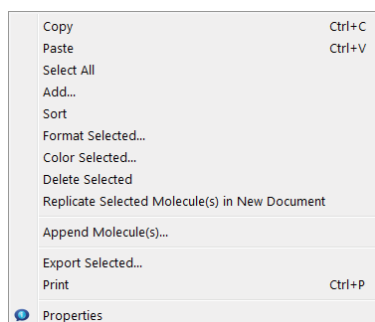 Copy Ctrl+C
Paste Ctrl+V
Select All
Add...
Sort
Format Selected...
Color Selected...
Delete Selected
Replicate Selected Molecule(s) in New Document
Append Molecule(s)...
Export Selected...
Print Ctrl+P
Properties